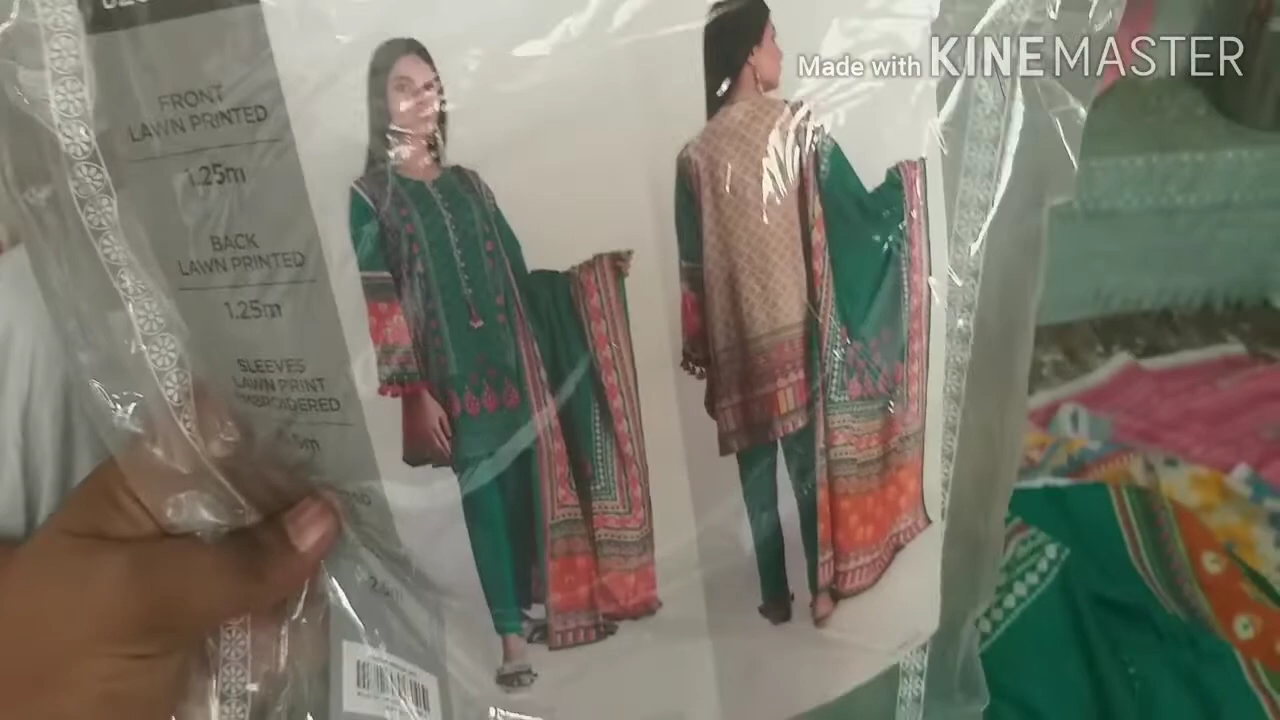 Made with KINEMASTER
FRONT
LAWN PRINTED
1.25m
BACK
LAWN PRINTED
1.25m
SLEEVES
LAWN PRINT
EMBROIDERED